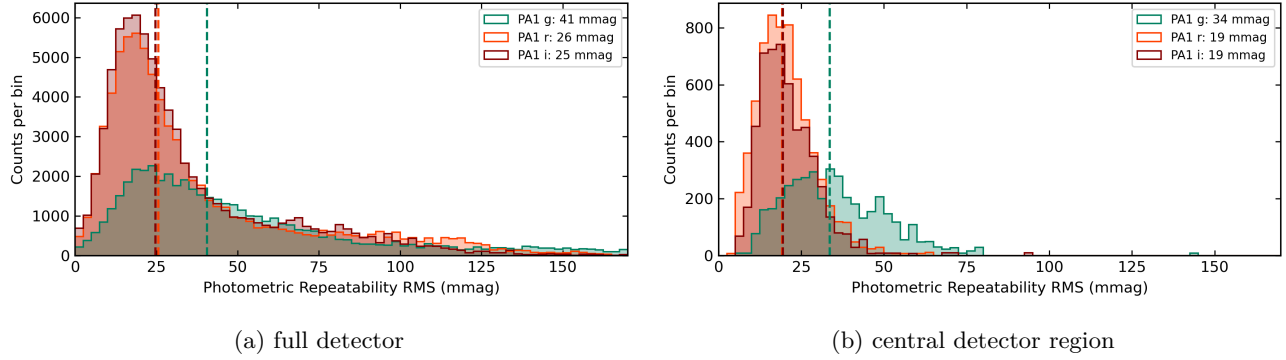 6000
5000
4000
3000
2000
1000
0
Counts per bin
0 25 50 75 100 125 150
Photometric Repeatability RMS (mmag)
PA1 g: 41 mmag
PA1 r: 26 mmag
PA1 i: 25 mmag
(a) full detector
800
600
400
200
0
Counts per bin
0 25 50 75 100 125 150
Photometric Repeatability RMS (mmag)
PA1 g: 34 mmag
PA1 r: 19 mmag
PA1 i: 19 mmag
(b) central detector region